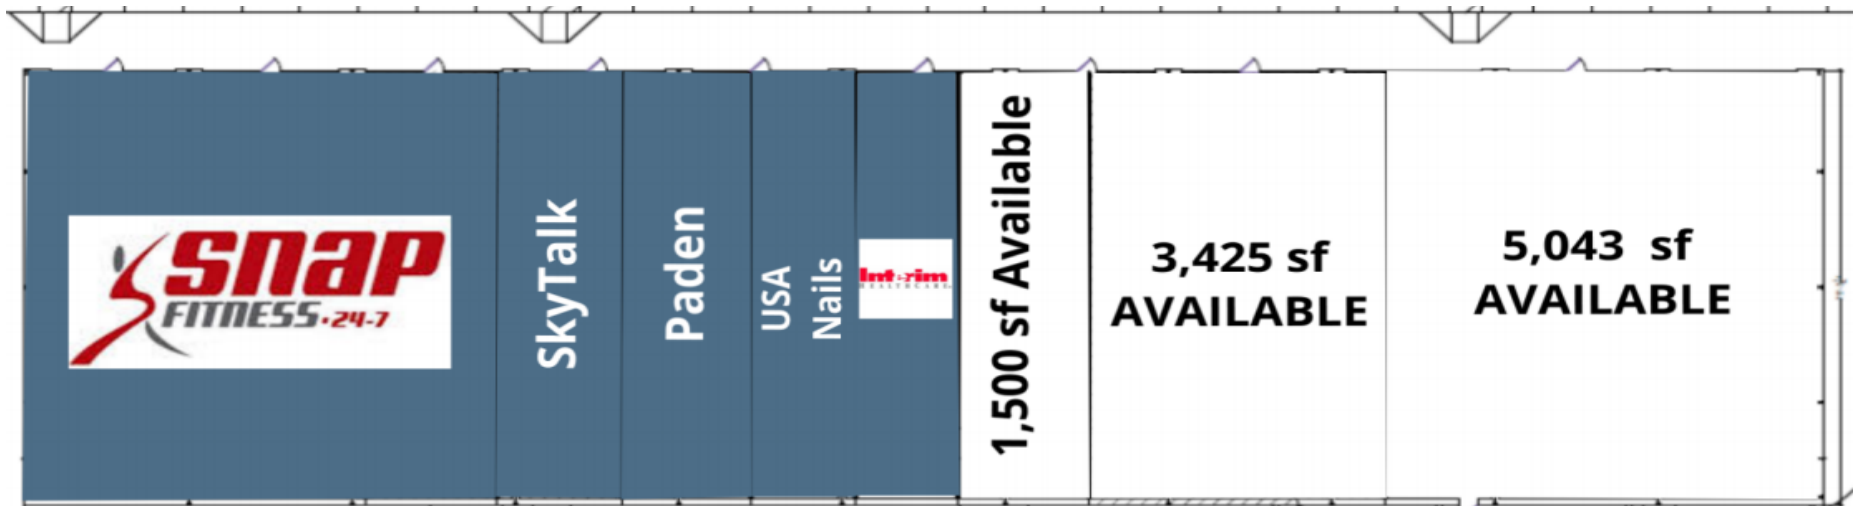 snap
FITNESS·24-7
SkyTalk
Paden
USA
Nails
Interim
HEALTHCARE
1,500 sf Available
3,425 sf
AVAILABLE
5,043 sf
AVAILABLE